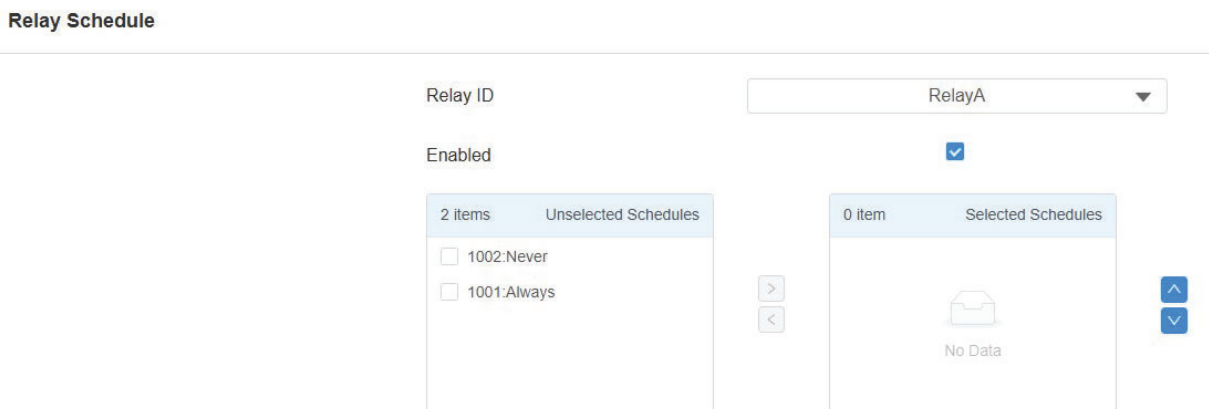 Relay Schedule
Relay ID RelayA
Enabled
2 items Unselected Schedules 0 item Selected Schedules
1002:Never
1001:Always
> 
<
No Data